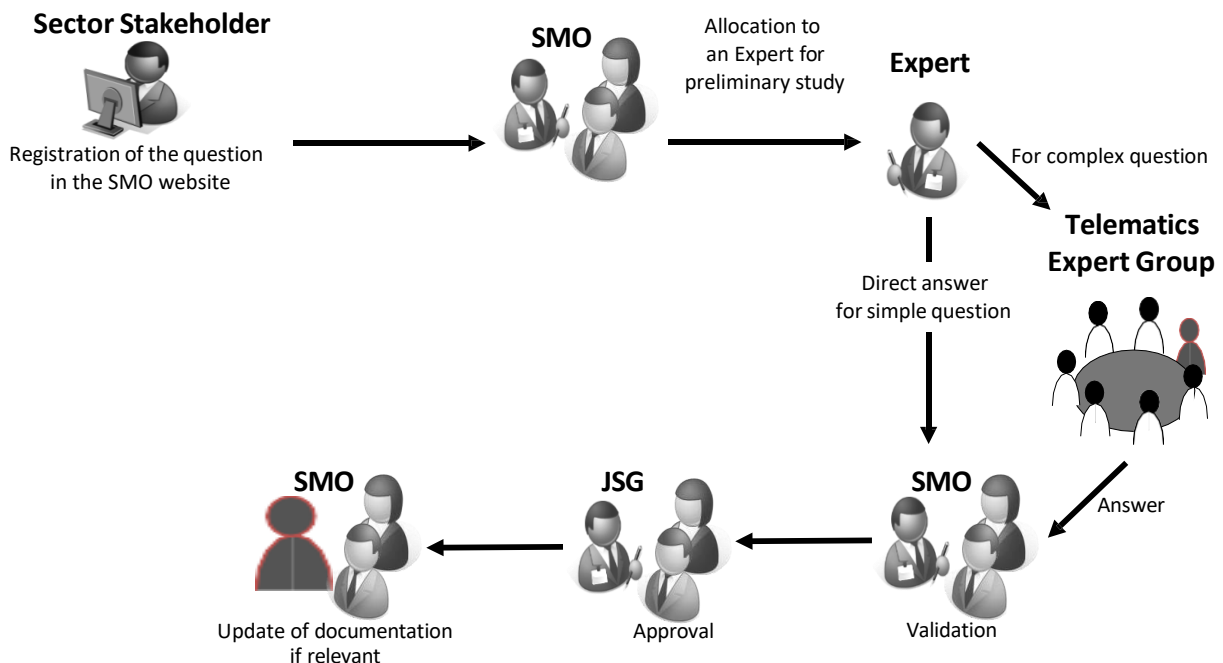 Sector Stakeholder
Registration of the question
in the SMO website
SMO
Allocation to
an Expert for
preliminary study
Expert
For complex question
Telematics
Expert Group
Direct answer
for simple question
Answer
SMO
Validation
JSG
Approval
SMO
Update of documentation
if relevant